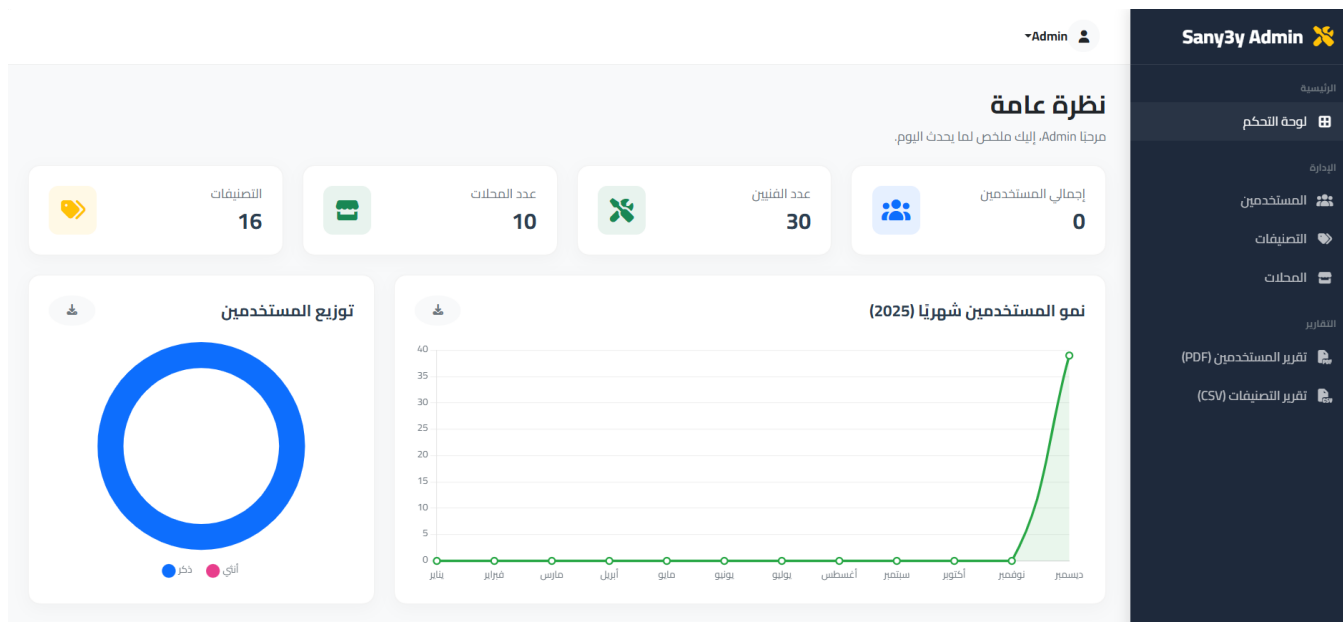 Sany3y Admin
الرئيسية
لوحة التحكم
الإدارة
المستخدمين
التصنيفات
المحلات
التقارير
تقرير المستخدمين (PDF)
تقرير التصنيفات (CSV)
Admin
نظرة عامة
مرحبًا Admin، إليك ملخص لما يحدث اليوم.
إجمالي المستخدمين
0
عدد الفنيين
30
عدد المحلات
10
التصنيفات
16
نمو المستخدمين شهريًا (2025)
40
35
30
25
20
15
10
5
0
يناير فبراير مارس أبريل مايو يونيو يوليو أغسطس سبتمبر أكتوبر نوفمبر ديسمبر
توزيع المستخدمين
ذكر أنثي